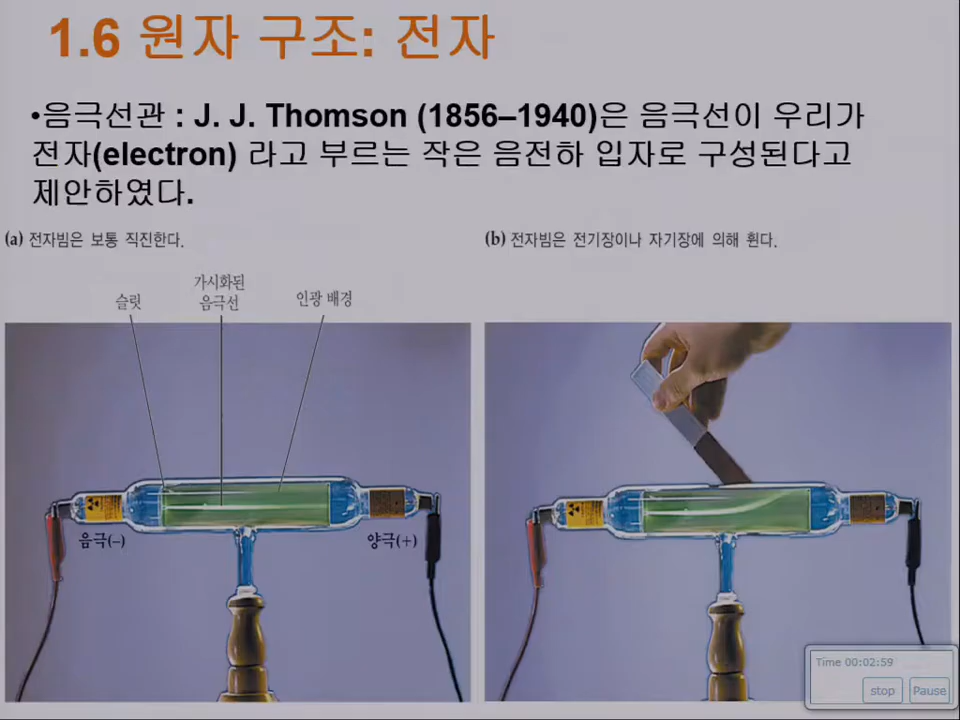 1.6 원자 구조: 전자
•음극선관 : J. J. Thomson (1856–1940)은 음극선이 우리가
전자(electron) 라고 부르는 작은 음전하 입자로 구성된다고
제안하였다.
(a) 전자빔은 보통 직진한다.
(b) 전자빔은 전기장이나 자기장에 의해 휜다.
슬릿
가시화된
음극선
인광 배경
음극(–)
양극(+)
Time 00:02:59
stop
Pause